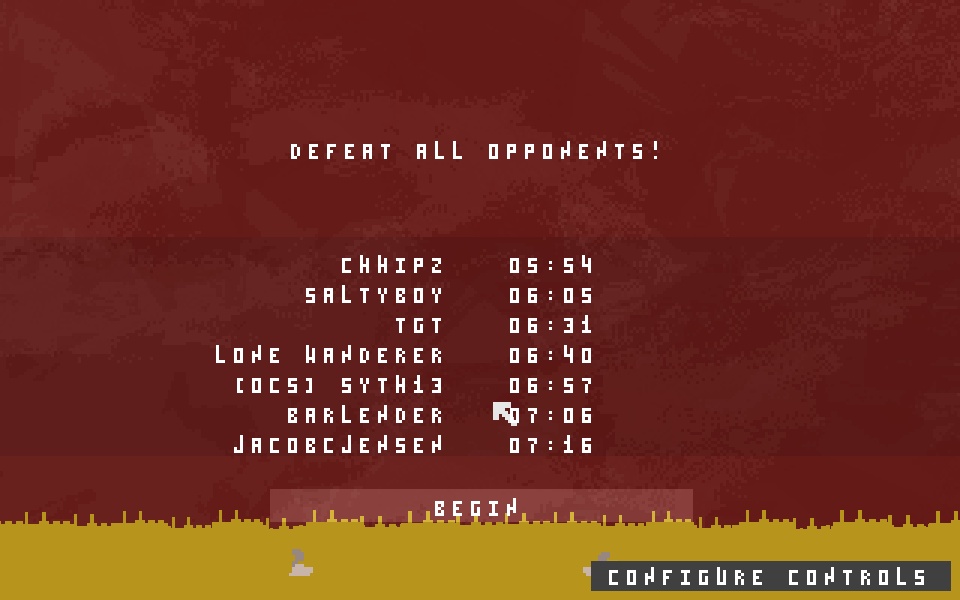 DEFEAT ALL OPPONENTS!
CHHIPZ 05:54
SALTYBOY 06:05
TGT 06:31
LONE WANDERER 06:40
[OCS] SYTH13 06:57
BARLENDER 07:06
JACOBCJENSEN 07:16
BEGIN
CONFIGURE CONTROLS